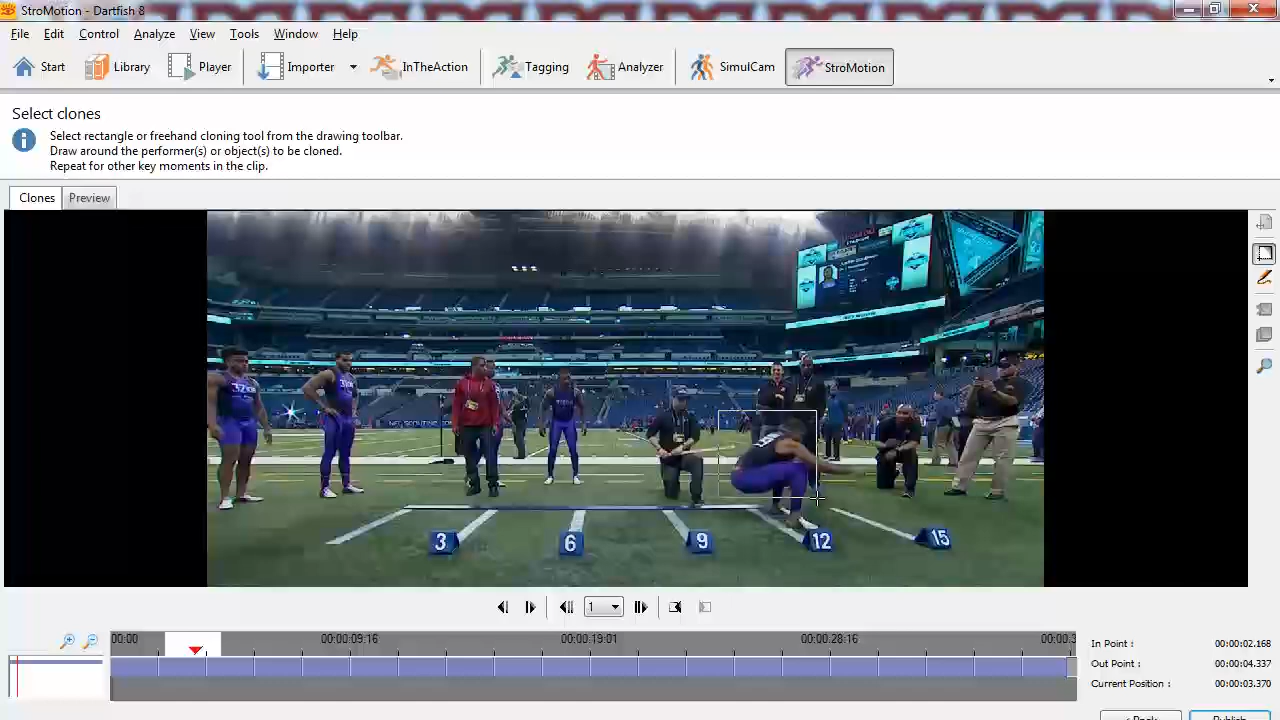 StroMotion - Dartfish 8
File Edit Control Analyze View Tools Window Help
Start Library Player Importer InTheAction Tagging Analyzer SimulCam StroMotion
Select clones
Select rectangle or freehand cloning tool from the drawing toolbar.
Draw around the performer(s) or object(s) to be cloned.
Repeat for other key moments in the clip.
Clones Preview
3 6 9 12 15
1
00:00 00:00:09:16 00:00:19:01 00:00:28:16
In Point : 00:00:02.168
Out Point : 00:00:04.337
Current Position : 00:00:03.370
< Back Publish